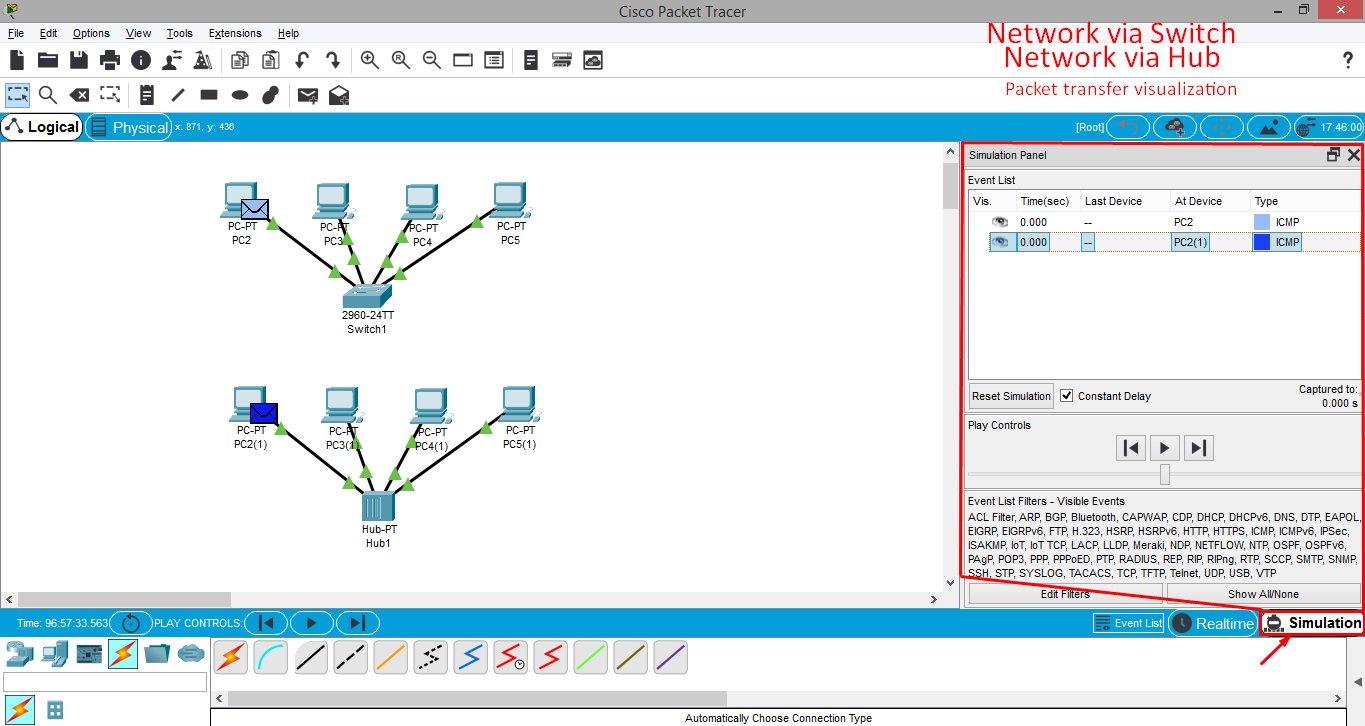 Cisco Packet Tracer
File Edit Options View Tools Extensions Help
Network via Switch
Network via Hub
Packet transfer visualization
Logical Physical x: 871, y: 436 [Root] 17:46:00
PC-PT
PC2
PC-PT
PC3
PC-PT
PC4
PC-PT
PC5
2960-24TT
Switch1
PC-PT
PC2(1)
PC-PT
PC3(1)
PC-PT
PC4(1)
PC-PT
PC5(1)
Hub-PT
Hub1
Simulation Panel
Event List
Vis. Time(sec) Last Device At Device Type
0.000 -- PC2 ICMP
0.000 -- PC2(1) ICMP
Reset Simulation Constant Delay Captured to:
0.000 s
Play Controls
Event List Filters - Visible Events
ACL Filter, ARP, BGP, Bluetooth, CAPWAP, CDP, DHCP, DHCPv6, DNS, DTP, EAPOL,
EIGRP, EIGRPv6, FTP, H.323, HSRP, HSRPv6, HTTP, HTTPS, ICMP, ICMPv6, IPSec,
ISAKMP, IoT, IoT TCP, LACP, LLDP, Meraki, NDP, NETFLOW, NTP, OSPF, OSPFv6,
PAgP, POP3, PPP, PPPoED, PTP, RADIUS, REP, RIP, RIPng, RTP, SCCP, SMTP, SNMP,
SSH, STP, SYSLOG, TACACS, TCP, TFTP, Telnet, UDP, USB, VTP
Edit Filters Show All/None
Time: 96:57:33.563 PLAY CONTROLS: Event List Realtime Simulation
Automatically Choose Connection Type